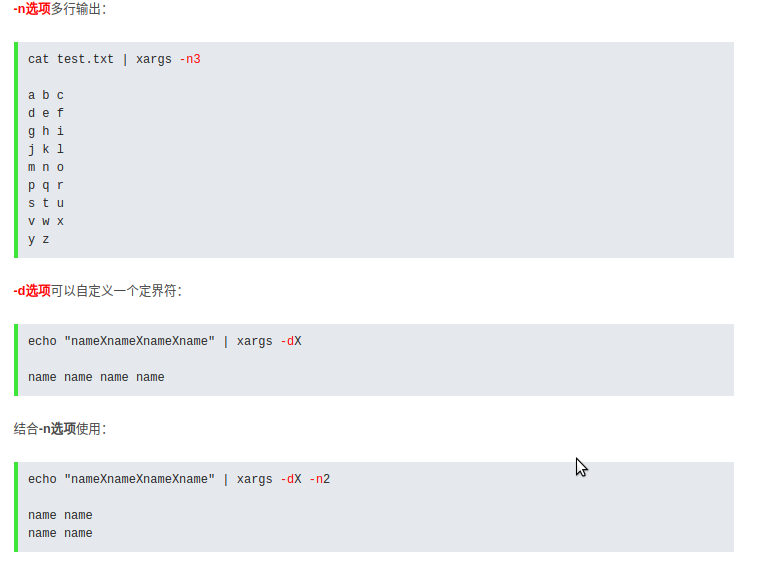 -n选项多行输出：
cat test.txt | xargs -n3
a b c
d e f
g h i
j k l
m n o
p q r
s t u
v w x
y z
-d选项可以自定义一个定界符：
echo "nameXnameXnameXname" | xargs -dX
name name name name
结合-n选项使用：
echo "nameXnameXnameXname" | xargs -dX -n2
name name
name name